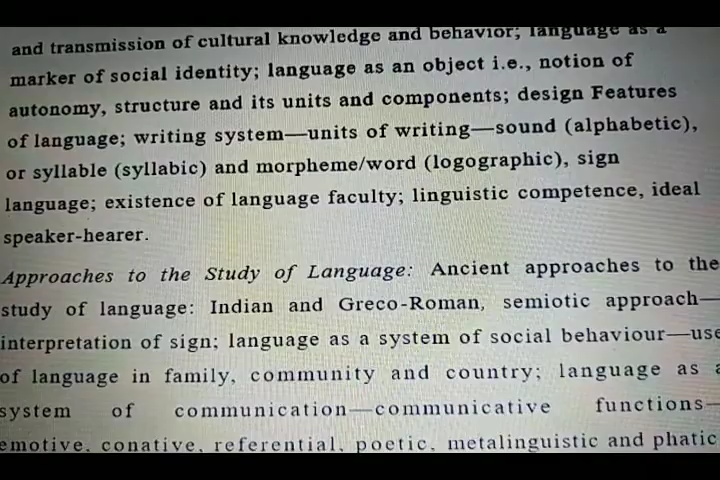 and transmission of cultural knowledge and behavior; language as a
marker of social identity; language as an object i.e., notion of
autonomy, structure and its units and components; design Features
of language; writing system—units of writing—sound (alphabetic),
or syllable (syllabic) and morpheme/word (logographic), sign
language; existence of language faculty; linguistic competence, ideal
speaker-hearer.
Approaches to the Study of Language: Ancient approaches to the
study of language: Indian and Greco-Roman, semiotic approach—
interpretation of sign; language as a system of social behaviour—use
of language in family, community and country; language as a
system of communication—communicative functions—
emotive, conative, referential, poetic, metalinguistic and phatic